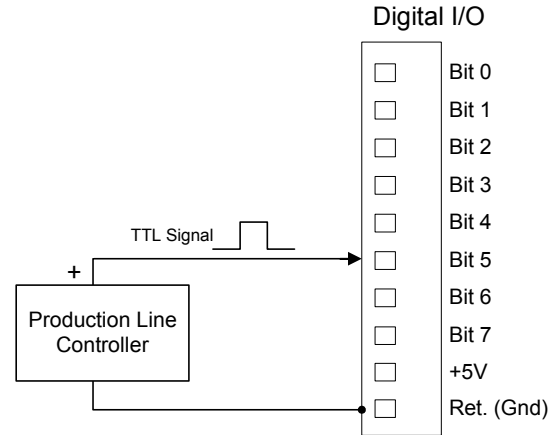 Digital I/O
Bit 0
Bit 1
Bit 2
Bit 3
Bit 4
TTL Signal
Bit 5
+
Bit 6
Production Line
Controller
Bit 7
+5V
Ret. (Gnd)